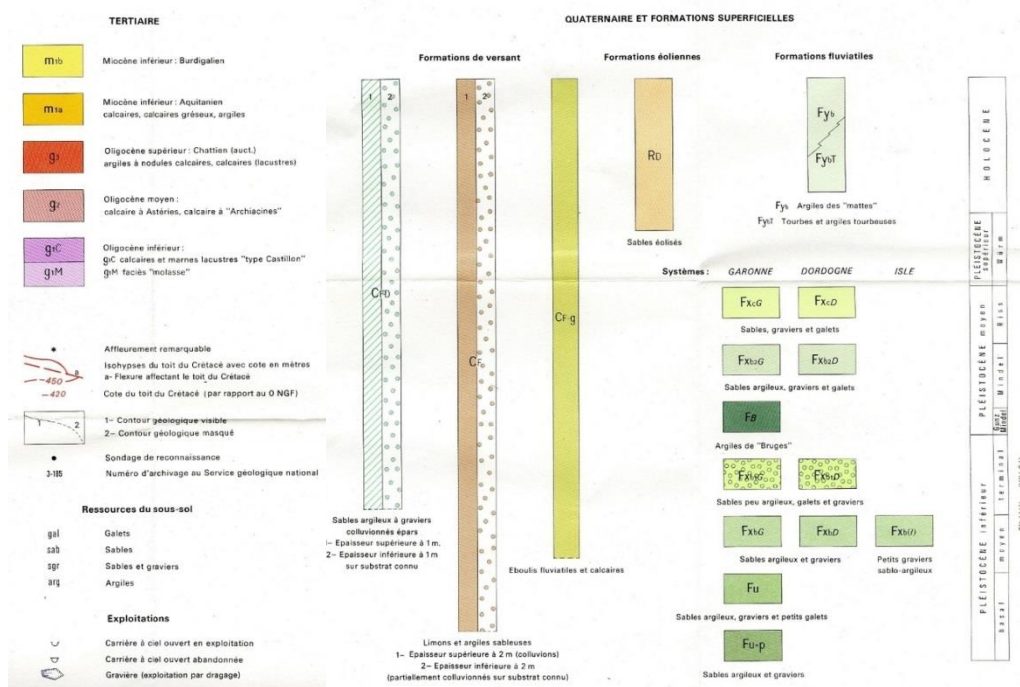 TERTIAIRE
m1b
Miocène inférieur : Burdigalien
m1a
Miocène inférieur : Aquitanien
calcaires, calcaires gréseux, argiles
g3
Oligocène supérieur : Chattien (auct.)
argiles à nodules calcaires, calcaires (lacustres)
g2
Oligocène moyen :
calcaire à Astéries, calcaire à "Archiacines"
g1C
g1M
Oligocène inférieur :
g1C calcaires et marnes lacustres "type Castillon"
g1M faciès "molasse"
Affleurement remarquable
a
-450
Isohypses du toit du Crétacé avec cote en mètres
a- Flexure affectant le toit du Crétacé
-420
Cote du toit du Crétacé (par rapport au 0 NGF)
1 2
1- Contour géologique visible
2- Contour géologique masqué
Sondage de reconnaissance
3-185
Numéro d'archivage au Service géologique national
Ressources du sous-sol
gal Galets
sab Sables
sgr Sables et graviers
arg Argiles
Exploitations
Carrière à ciel ouvert en exploitation
Carrière à ciel ouvert abandonnée
Gravière (exploitation par dragage)
QUATERNAIRE ET FORMATIONS SUPERFICIELLES
Formations de versant
1 2
CFD
Sables argileux à graviers
colluvionnés épars
1- Epaisseur supérieure à 1 m.
2- Epaisseur inférieure à 1 m
sur substrat connu
1 2
CF
Limons et argiles sableuses
1- Epaisseur supérieure à 2 m (colluvions)
2- Epaisseur inférieure à 2 m
(partiellement colluvionnés sur substrat connu)
CF-g
Eboulis fluviatiles et calcaires
Formations éoliennes
RD
Sables éolisés
Formations fluviatiles
Fyb
FybT
Fyb Argiles des "mattes"
FybT Tourbes et argiles tourbeuses
Systèmes : GARONNE DORDOGNE ISLE
FxcG FxcD
Sables, graviers et galets
Fxb2G Fxb2D
Sables argileux, graviers et galets
FB
Argiles de "Bruges"
Fxb1G Fxb1D
Sables peu argileux, galets et graviers
FxbG FxbD Fxb(I)
Sables argileux et graviers
Petits graviers
sablo-argileux
Fu
Sables argileux, graviers et petits galets
Fu-p
Sables argileux et graviers
HOLOCENE
PLÉISTOCÈNE supérieur
Würm
PLÉISTOCÈNE moyen
Riss
Mindel
Gunz Mindel
PLÉISTOCÈNE inférieur
terminal
moyen
basal